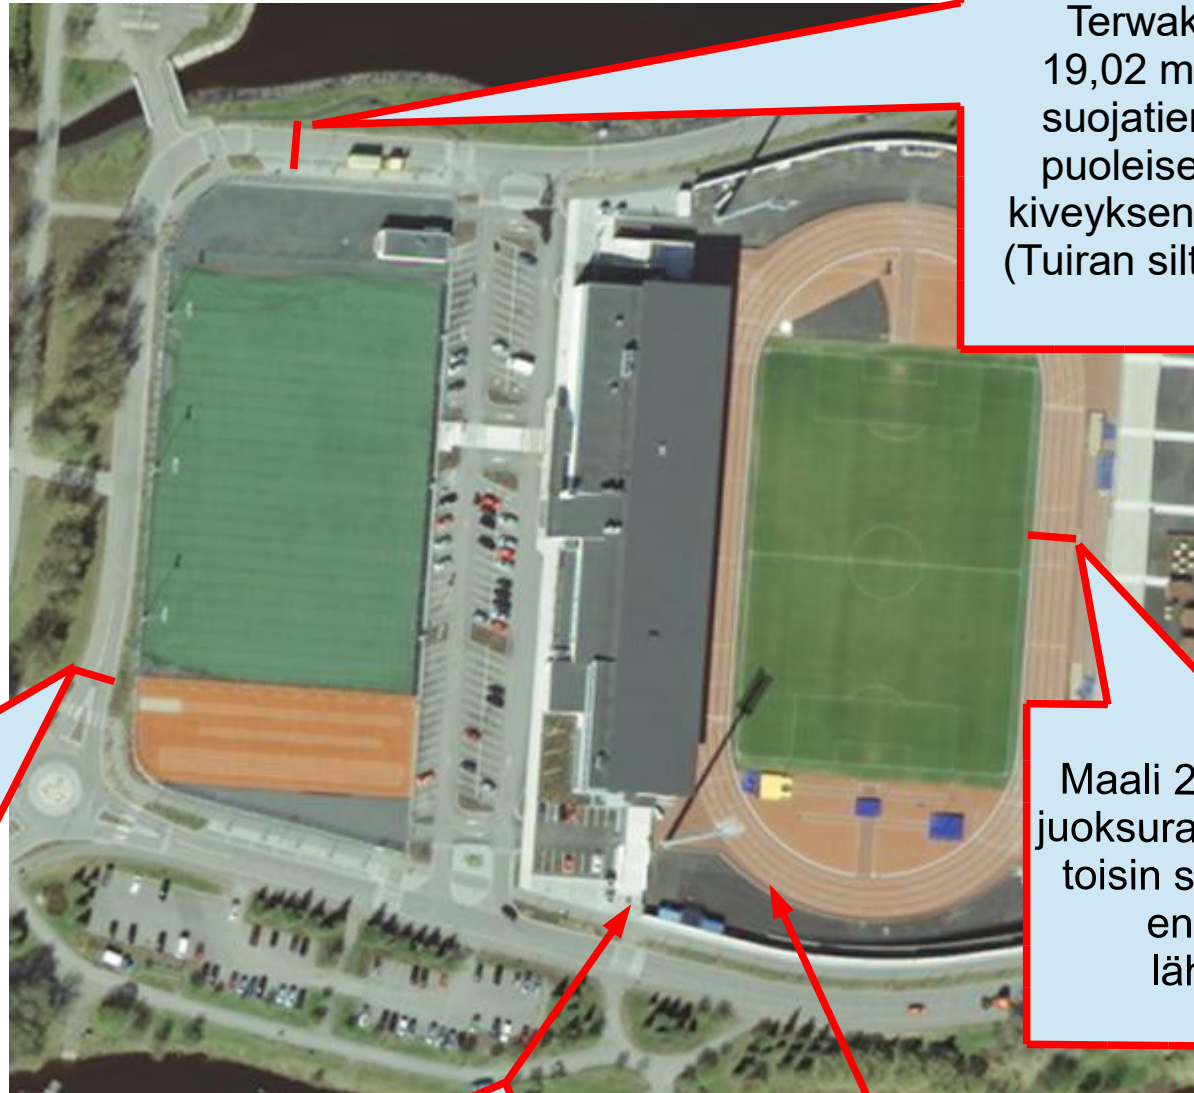 Terwak
19,02 m
suojatien
puoleise
kiveyksen
(Tuiran silt
Maali 2
juoksura
toisin s
en
läh